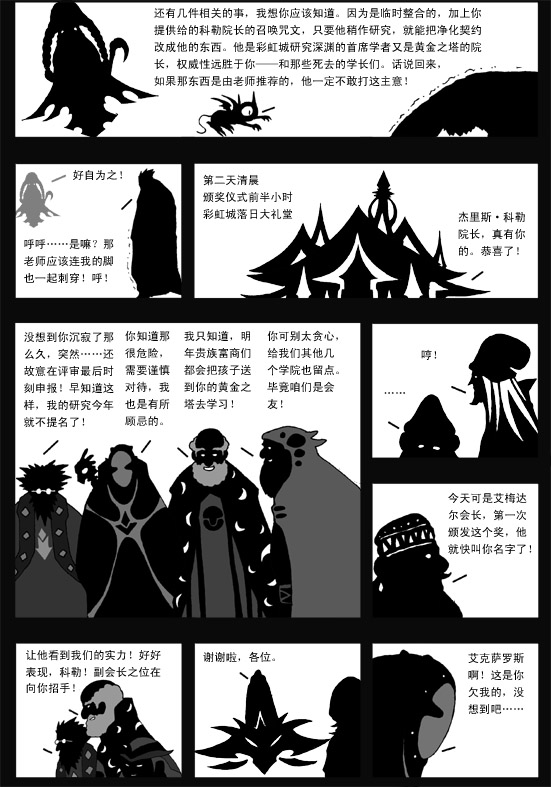 还有几件相关的事，我想你应该知道。因为是临时整合的，加上你
提供给的科勒院长的召唤咒文，只要他稍作研究，就能把净化契约
改成他的东西。他是彩虹城研究深渊的首席学者又是黄金之塔的院
长，权威性远胜于你——和那些死去的学长们。话说回来，
如果那东西是由老师推荐的，他一定不敢打这主意！
好自为之！
呼呼……是嘛？那
老师应该连我的脚
也一起刺穿！呼！
第二天清晨
颁奖仪式前半小时
彩虹城落日大礼堂
杰里斯·科勒
院长，真有你
的。恭喜了！
没想到你沉寂了那
么久，突然……还
故意在评审最后时
刻申报！早知道这
样，我的研究今年
就不提名了！
你知道那
很危险，
需要谨慎
对待，我
也是有所
顾忌的。
我只知道，明
年贵族富商们
都会把孩子送
到你的黄金之
塔去学习！
你可别太贪心，
给我们其他几
个学院也留点。
毕竟咱们是会
友！
哼！
……
今天可是艾梅达
尔会长，第一次
颁发这个奖，他
就快叫你名字了！
让他看到我们的实力！好好
表现，科勒！副会长之位在
向你招手！
谢谢啦，各位。
艾克萨罗斯
啊！这是你
欠我的，没
想到吧……